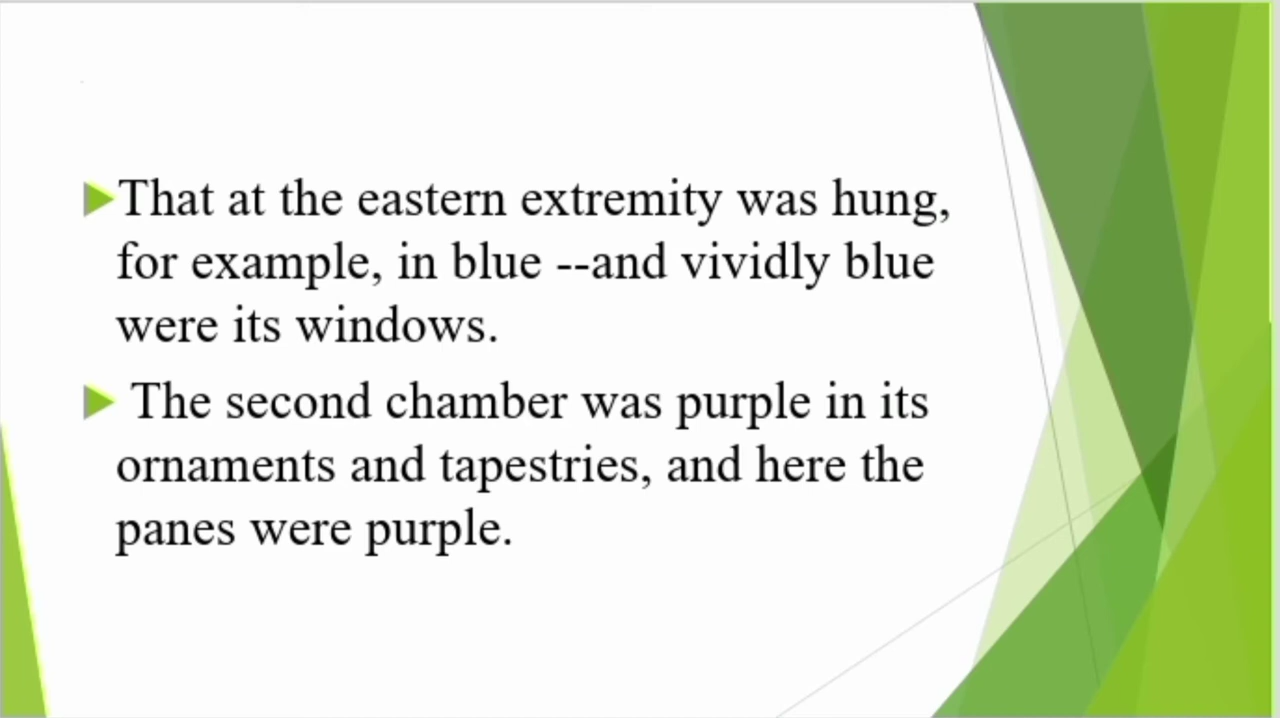 That at the eastern extremity was hung,
for example, in blue --and vividly blue
were its windows.
The second chamber was purple in its
ornaments and tapestries, and here the
panes were purple.